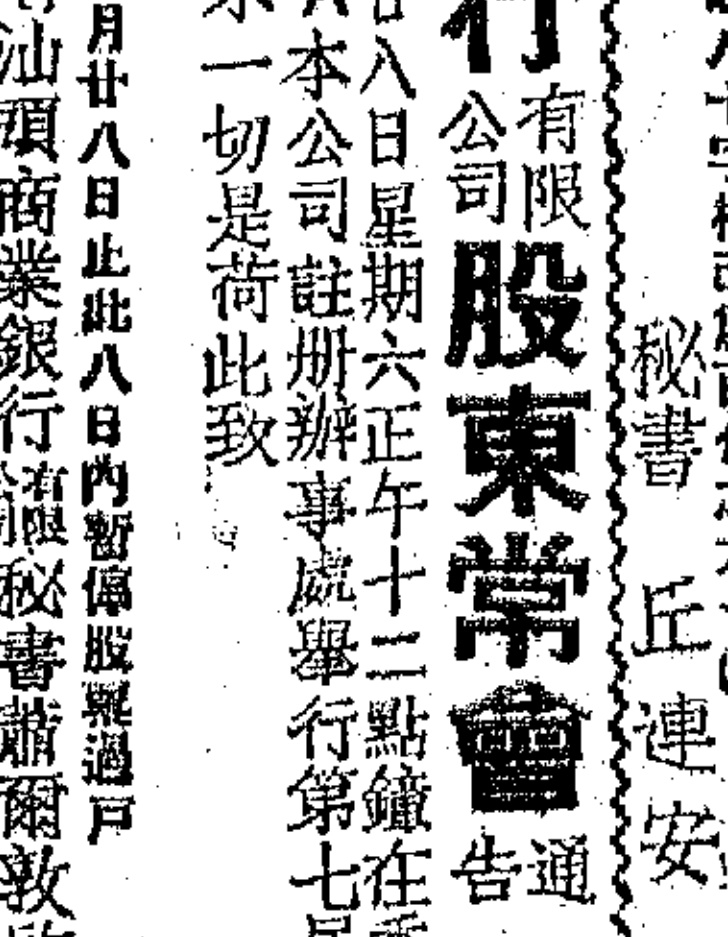 秘書 丘連安
行有限公司股東常會通告
八日星期六正午十二點鐘在
本公司註册辦事處舉行第七
一切是荷此致
月廿八日止此八日內暫停股票過戶
汕頭商業銀行有限公司秘書蕭爾敦